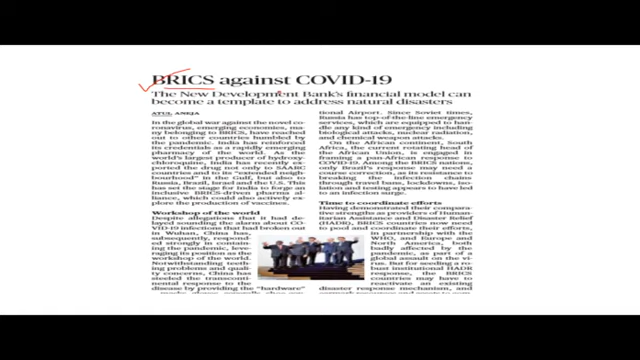 BRICS against COVID-19
The New Development Bank's financial model can
become a template to address natural disasters
ATUL ANEJA
In the global war against the novel co-
ronavirus, emerging economies, ma-
ny belonging to BRICS, have reached
out to other countries humbled by
the pandemic. India has reinforced
its credentials as a rapidly emerging
pharmacy of the world. As the
world's largest producer of hydroxy-
chloroquine, India has recently ex-
ported the drug not only to SAARC
countries and to its "extended neigh-
bourhood" in the Gulf, but also to
Russia, Brazil, Israel and the U.S. This
has set the stage for India to forge an
inclusive BRICS-driven pharma al-
liance, which could also actively ex-
plore the production of vaccines.
Workshop of the world
Despite allegations that it had de-
layed sounding the alarm about CO-
VID-19 infections that had broken out
in Wuhan, China has,
subsequently, respond-
ed strongly in contain-
ing the pandemic, leve-
raging its position as the
workshop of the world.
Notwithstanding teeth-
ing problems and quali-
ty concerns, China has
steeled the transconti-
nental response to the
disease by providing the "hardware"
tional Airport. Since Soviet times,
Russia has top-of-the-line emergency
services, which are equipped to han-
dle any kind of emergency including
biological attacks, nuclear radiation,
and chemical weapon attacks.
On the African continent, South
Africa, the current rotating head of
the African Union, is engaged in
framing a pan-African response to
COVID-19. Among the BRICS nations,
only Brazil's response may need a
course correction, as its resistance to
breaking the infection chains
through travel bans, lockdowns, iso-
lation and testing appears to have led
to an infection surge.
Time to coordinate efforts
Having demonstrated their compara-
tive strengths as providers of Human-
itarian Assistance and Disaster Relief
(HADR), BRICS countries now need
to pool and coordinate their efforts,
in partnership with the
WHO, and Europe and
North America, both
badly affected by the
pandemic, as part of a
global assault on the vi-
rus. But for seeding a ro-
bust institutional HADR
response, the BRICS
countries may have to
reactivate an existing
disaster response mechanism, and